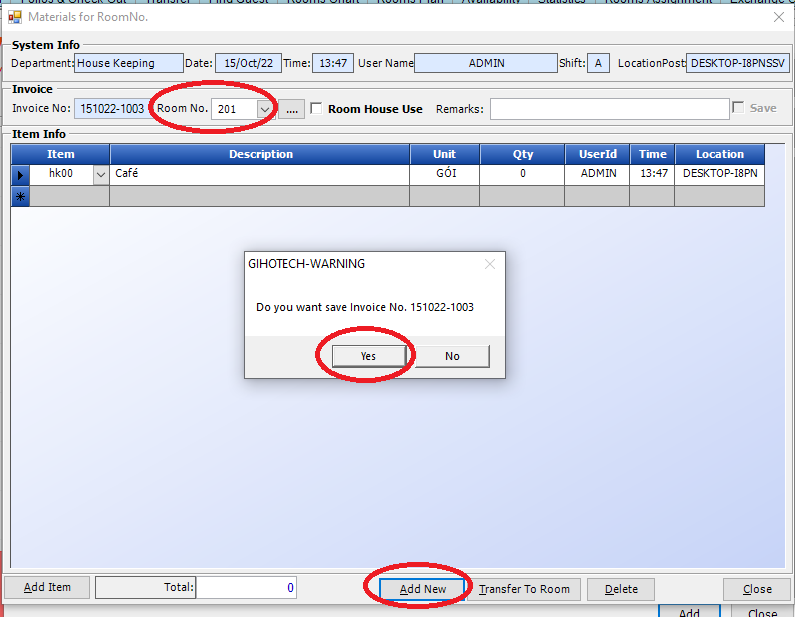 Folios & Check Out Transfer Find Guest Rooms Chart Rooms Plan Availability Statistics Rooms Assignment Exchange C
Materials for RoomNo.
System Info
Department: House Keeping Date: 15/Oct/22 Time: 13:47 User Name ADMIN Shift: A LocationPost: DESKTOP-I8PNSSV
Invoice
Invoice No: 151022-1003 Room No. 201 .... Room House Use Remarks: Save
Item Info
Item Description Unit Qty UserId Time Location
hk00 Café GÓI 0 ADMIN 13:47 DESKTOP-I8PN
GIHOTECH-WARNING
Do you want save Invoice No. 151022-1003
Yes No
Add Item Total: 0 Add New Transfer To Room Delete Close
Add Close